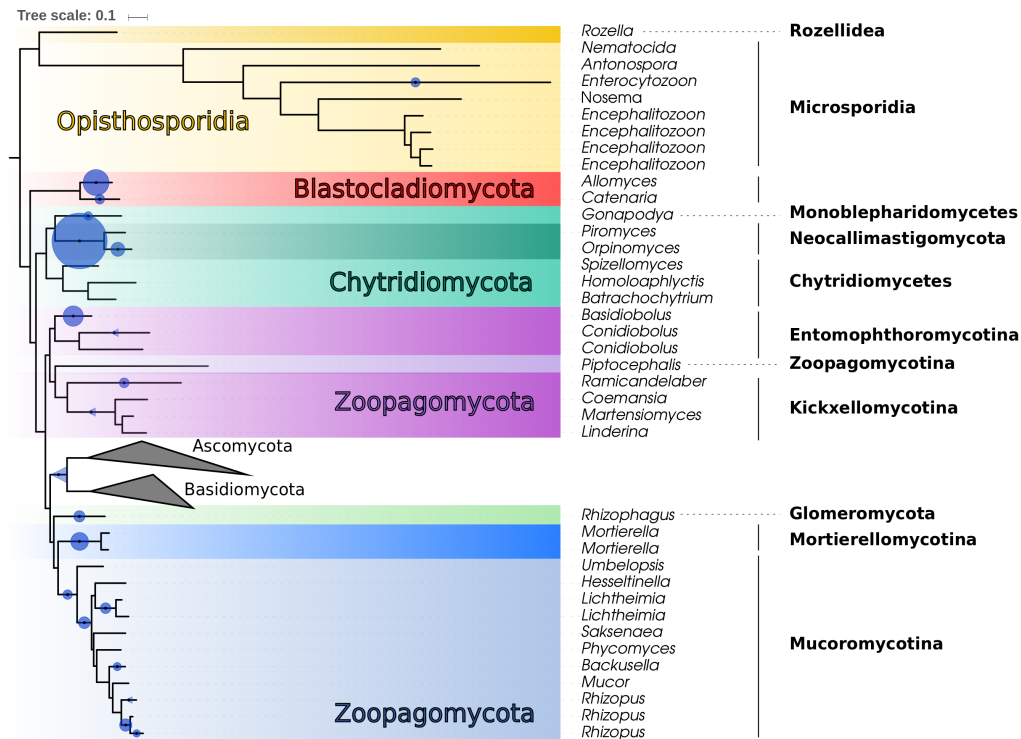 Tree scale: 0.1
Rozella
Rozellidea
Nematocida
Antonospora
Enterocytozoon
Nosema
Microsporidia
Encephalitozoon
Opisthosporidia
Encephalitozoon
Encephalitozoon
Encephalitozoon
Allomyces
Blastocladiomycota
Catenaria
Gonapodya
Monoblepharidomycetes
Piromyces
Neocallimastigomycota
Orpinomyces
Spizellomyces
Chytridiomycota
Homoloaphlyctis
Chytridiomycetes
Batrachochytrium
Basidiobolus
Conidiobolus
Entomophthoromycotina
Conidiobolus
Piptocephalis
Zoopagomycotina
Ramicandelaber
Coemansia
Zoopagomycota
Kickxellomycotina
Martensiomyces
Linderina
Ascomycota
Basidiomycota
Rhizophagus
Glomeromycota
Mortierella
Mortierellomycotina
Mortierella
Umbelopsis
Hesseltinella
Lichtheimia
Lichtheimia
Saksenaea
Mucoromycotina
Phycomyces
Backusella
Mucor
Rhizopus
Zoopagomycota
Rhizopus
Rhizopus